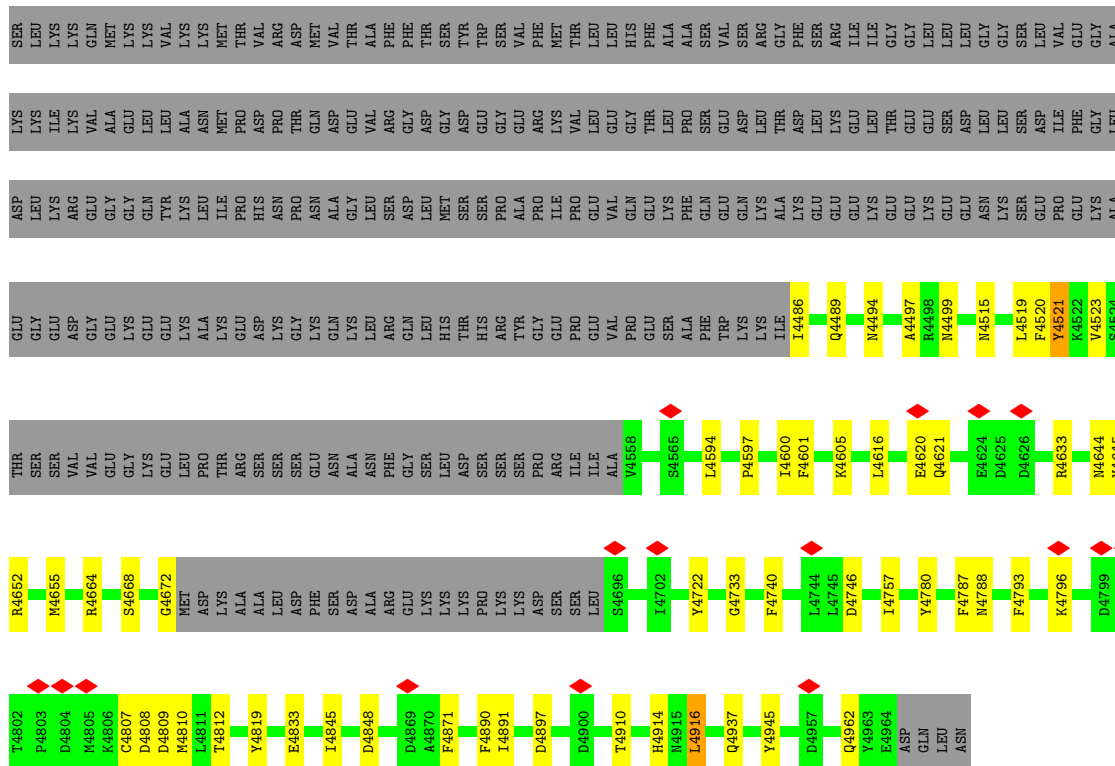 SER LEU LYS LYS GLN MET LYS LYS VAL LYS LYS MET THR VAL ARG ASP MET VAL THR ALA PHE PHE THR SER TYR TRP SER VAL PHE MET THR LEU LEU HIS PHE ALA ALA SER VAL SER ARG GLY PHE SER ARG ILE ILE GLY GLY LEU LEU LEU GLY GLY SER LEU VAL GLU GLY ALA
LYS LYS ILE LYS VAL ALA GLU LEU LEU ALA ASN MET PRO ASP PRO THR GLN ASP GLU VAL ARG GLY ASP GLY ASP GLU GLY GLU ARG LYS VAL LEU GLU GLY THR LEU PRO SER GLU ASP LEU THR ASP LEU LYS GLU LEU THR GLU GLU SER ASP LEU LEU SER ASP ILE PHE GLY LEU
ASP LEU LYS ARG GLU GLY GLY GLN TYR LYS LEU ILE PRO HIS ASN PRO ASN ALA GLY LEU SER ASP LEU MET SER SER PRO ALA PRO ILE PRO GLU VAL GLN GLU LYS PHE GLN GLU GLN LYS ALA LYS GLU GLU GLU LYS GLU GLU LYS GLU GLU ASN LYS SER GLU PRO GLU LYS ALA
GLU GLY GLU ASP GLY GLU LYS GLU GLU LYS ALA LYS GLU ASP LYS GLY LYS GLN LYS LEU ARG GLN LEU HIS THR HIS ARG TYR GLY GLU PRO GLU VAL PRO GLU SER ALA PHE TRP LYS LYS ILE I4486 Q4489 N4494 A4497 R4498 N4499 N4515 L4519 F4520 Y4521 K4522 V4523 S4524
THR SER SER VAL VAL GLU GLY LYS GLU LEU PRO THR ARG SER SER SER GLU ASN ALA ASN PHE GLY SER LEU ASP SER SER SER PRO ARG ILE ILE ALA V4558 S4565 L4594 P4597 I4600 F4601 K4605 L4616 E4620 Q4621 E4624 D4625 D4626 R4633 N4644
R4652 M4655 R4664 S4668 G4672 MET ASP LYS ALA ALA LEU ASP PHE SER ASP ALA ARG GLU LYS LYS LYS PRO LYS LYS ASP SER SER LEU S4696 I4702 Y4722 G4733 F4740 L4744 L4745 D4746 I4757 Y4780 F4787 N4788 F4793 K4796 D4799
T4802 P4803 D4804 M4805 K4806 C4807 D4808 D4809 M4810 L4811 T4812 Y4819 E4833 I4845 D4848 D4869 A4870 F4871 F4890 I4891 D4897 D4900 T4910 H4914 N4915 L4916 Q4937 Y4945 D4957 Q4962 Y4963 E4964 ASP GLN LEU ASN